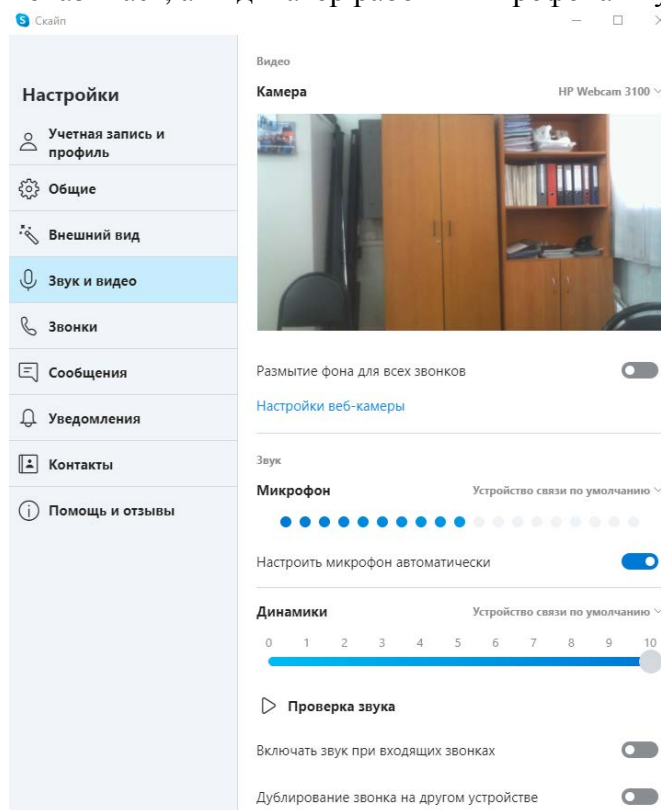 Скайп
Настройки
Учетная запись и
профиль
Общие
Внешний вид
Звук и видео
Звонки
Сообщения
Уведомления
Контакты
Помощь и отзывы
Видео
Камера
HP Webcam 3100
Размытие фона для всех звонков
Настройки веб-камеры
Звук
Микрофон
Устройство связи по умолчанию
Настроить микрофон автоматически
Динамики
Устройство связи по умолчанию
0 1 2 3 4 5 6 7 8 9 10
Проверка звука
Включать звук при входящих звонках
Дублирование звонка на другом устройстве